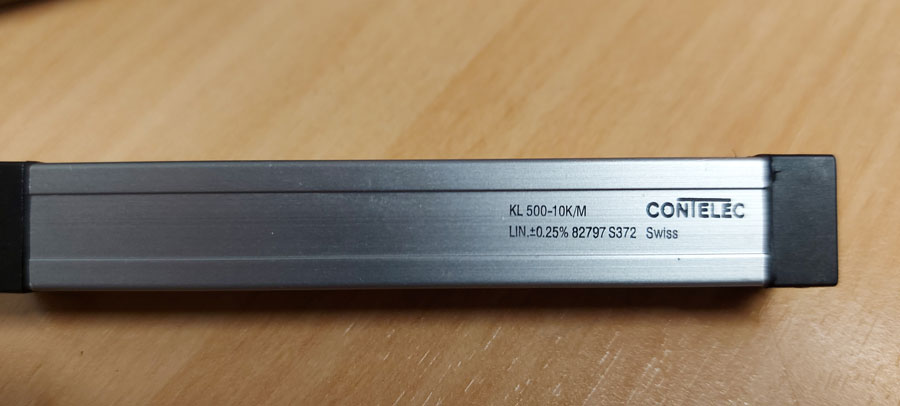 KL 500-10K/M CONTELEC
LIN.±0.25% 82797 S372 Swiss